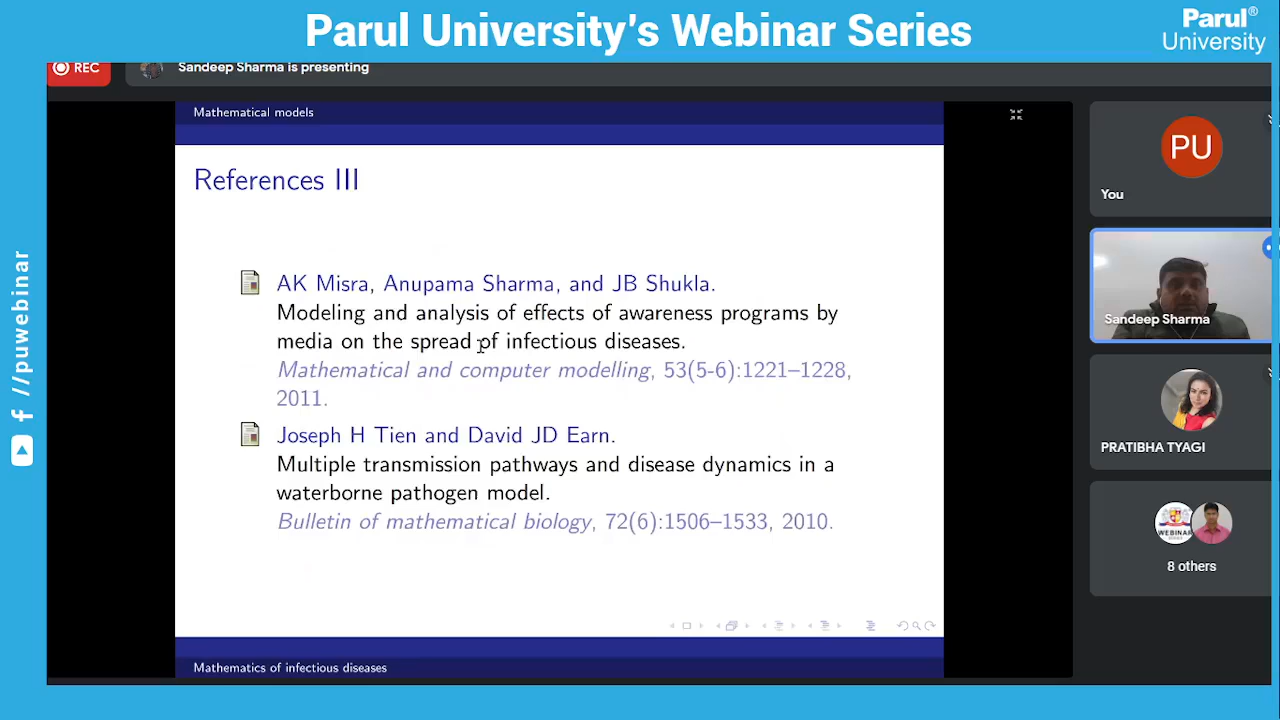 Parul University's Webinar Series
Parul®
University
REC
Sandeep Sharma is presenting
Mathematical models
References III
AK Misra, Anupama Sharma, and JB Shukla.
Modeling and analysis of effects of awareness programs by
media on the spread of infectious diseases.
Mathematical and computer modelling, 53(5-6):1221–1228,
2011.
Joseph H Tien and David JD Earn.
Multiple transmission pathways and disease dynamics in a
waterborne pathogen model.
Bulletin of mathematical biology, 72(6):1506–1533, 2010.
Mathematics of infectious diseases
PU
You
Sandeep Sharma
PRATIBHA TYAGI
WEBINAR
8 others
//puwebinar